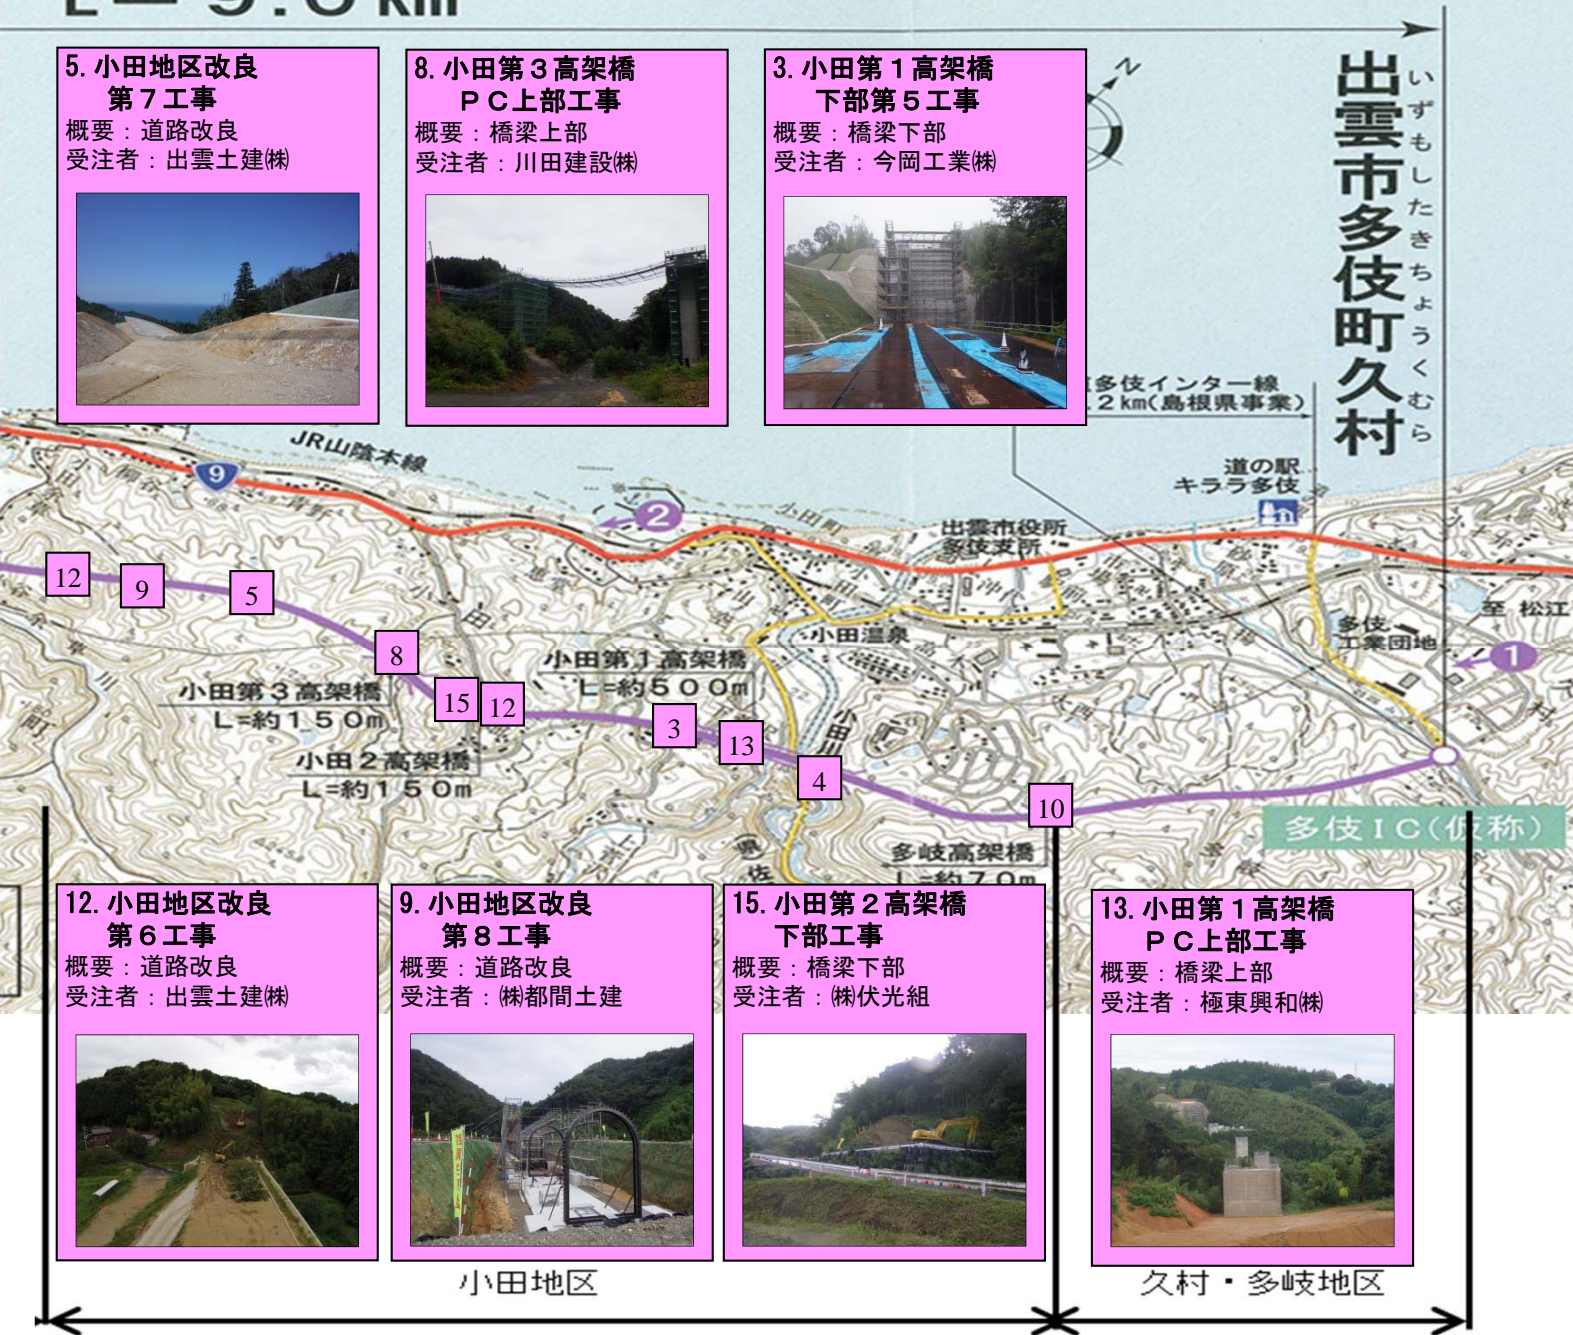 5. 小田地区改良
第７工事
概要：道路改良
受注者：出雲土建㈱
8. 小田第３高架橋
ＰＣ上部工事
概要：橋梁上部
受注者：川田建設㈱
3. 小田第１高架橋
下部第５工事
概要：橋梁下部
受注者：今岡工業㈱
N
出雲市多伎町久村
いずもしたきちょうくむら
多伎インター線
2km(島根県事業)
JR山陰本線
9
2
道の駅
キララ多伎
出雲市役所
多伎支所
小田温泉
多伎
工業団地
至 松江
1
12
9
5
8
15
12
3
13
4
10
小田第１高架橋
L=約５００m
小田第３高架橋
L=約１５０m
小田２高架橋
L=約１５０m
小田川
多岐高架橋
L=約７０m
多伎ＩＣ(仮称)
12. 小田地区改良
第６工事
概要：道路改良
受注者：出雲土建㈱
9. 小田地区改良
第８工事
概要：道路改良
受注者：㈱都間土建
15. 小田第２高架橋
下部工事
概要：橋梁下部
受注者：㈱伏光組
13. 小田第１高架橋
ＰＣ上部工事
概要：橋梁上部
受注者：極東興和㈱
小田地区
久村・多岐地区